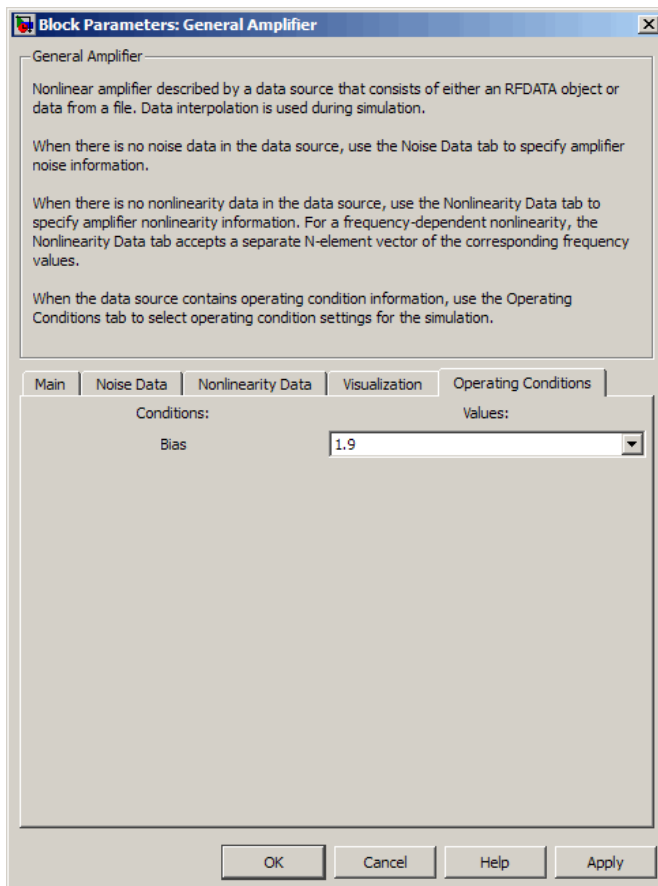 Block Parameters: General Amplifier
General Amplifier
Nonlinear amplifier described by a data source that consists of either an RFDATA object or
data from a file. Data interpolation is used during simulation.
When there is no noise data in the data source, use the Noise Data tab to specify amplifier
noise information.
When there is no nonlinearity data in the data source, use the Nonlinearity Data tab to
specify amplifier nonlinearity information. For a frequency-dependent nonlinearity, the
Nonlinearity Data tab accepts a separate N-element vector of the corresponding frequency
values.
When the data source contains operating condition information, use the Operating
Conditions tab to select operating condition settings for the simulation.
Main Noise Data Nonlinearity Data Visualization Operating Conditions
Conditions: Values:
Bias 1.9
OK Cancel Help Apply